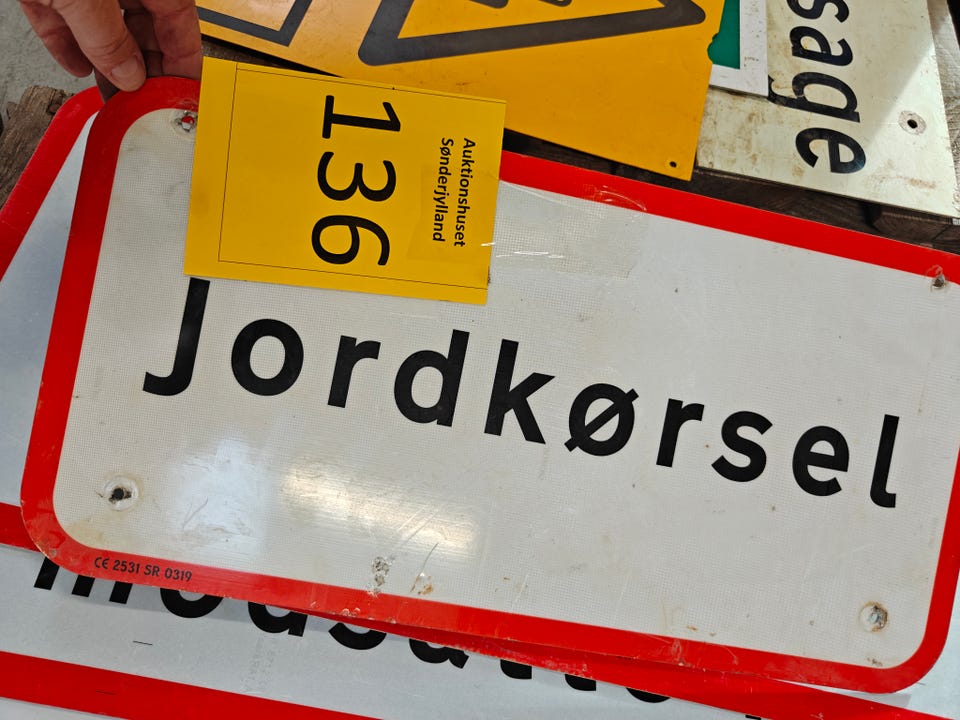 136
Auktionshuset
Sønderjylland
sage
Jordkørsel
CE 2531 SR 0319